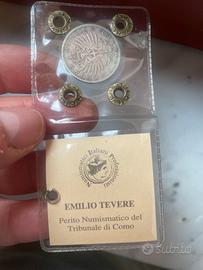 Numismatici Italiani Professionisti
EMILIO TEVERE
Perito Numismatico del
Tribunale di Como
subito